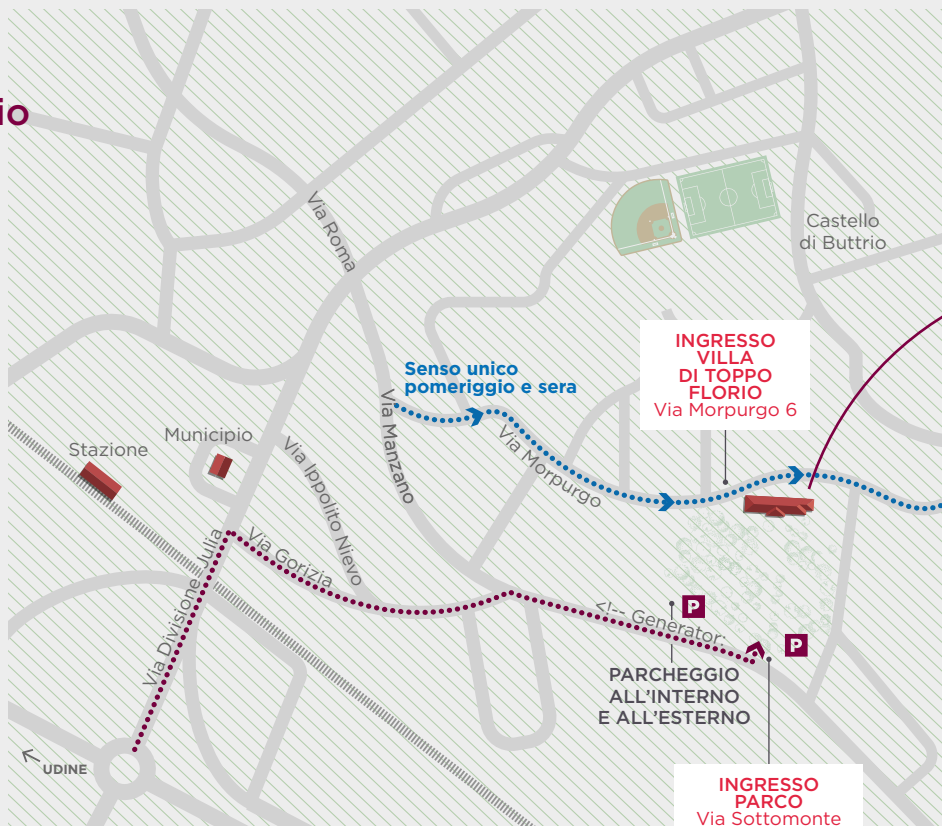 io
Via Roma
Castello
di Buttrio
INGRESSO
VILLA
DI TOPPO
FLORIO
Via Morpurgo 6
Senso unico
pomeriggio e sera
Via Manzano
Via Morpurgo
Municipio
Stazione
Via Ippolito Nievo
Via Gorizia
Via Divisione Julia
<!-- Generator:
P
P
PARCHEGGIO
ALL'INTERNO
E ALL'ESTERNO
UDINE
INGRESSO
PARCO
Via Sottomonte